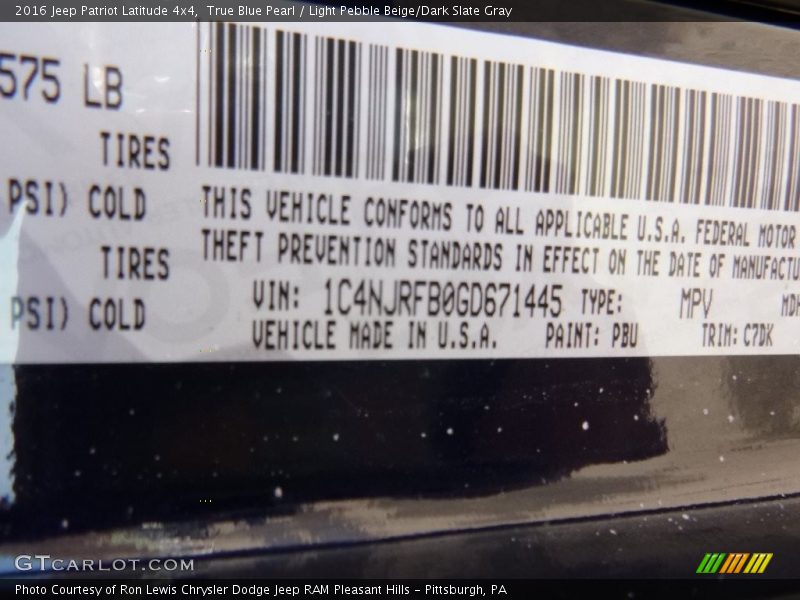 2016 Jeep Patriot Latitude 4x4,  True Blue Pearl / Light Pebble Beige/Dark Slate Gray
575 LB
TIRES
PSI) COLD
THIS VEHICLE CONFORMS TO ALL APPLICABLE U.S.A. FEDERAL MOTOR
THEFT PREVENTION STANDARDS IN EFFECT ON THE DATE OF MANUFACTU
TIRES
PSI) COLD
VIN: 1C4NJRFB0GD671445 TYPE: MPV
VEHICLE MADE IN U.S.A. PAINT: PBU TRIM: C7DK
GTCARLOT.COM
Photo Courtesy of Ron Lewis Chrysler Dodge Jeep RAM Pleasant Hills - Pittsburgh, PA